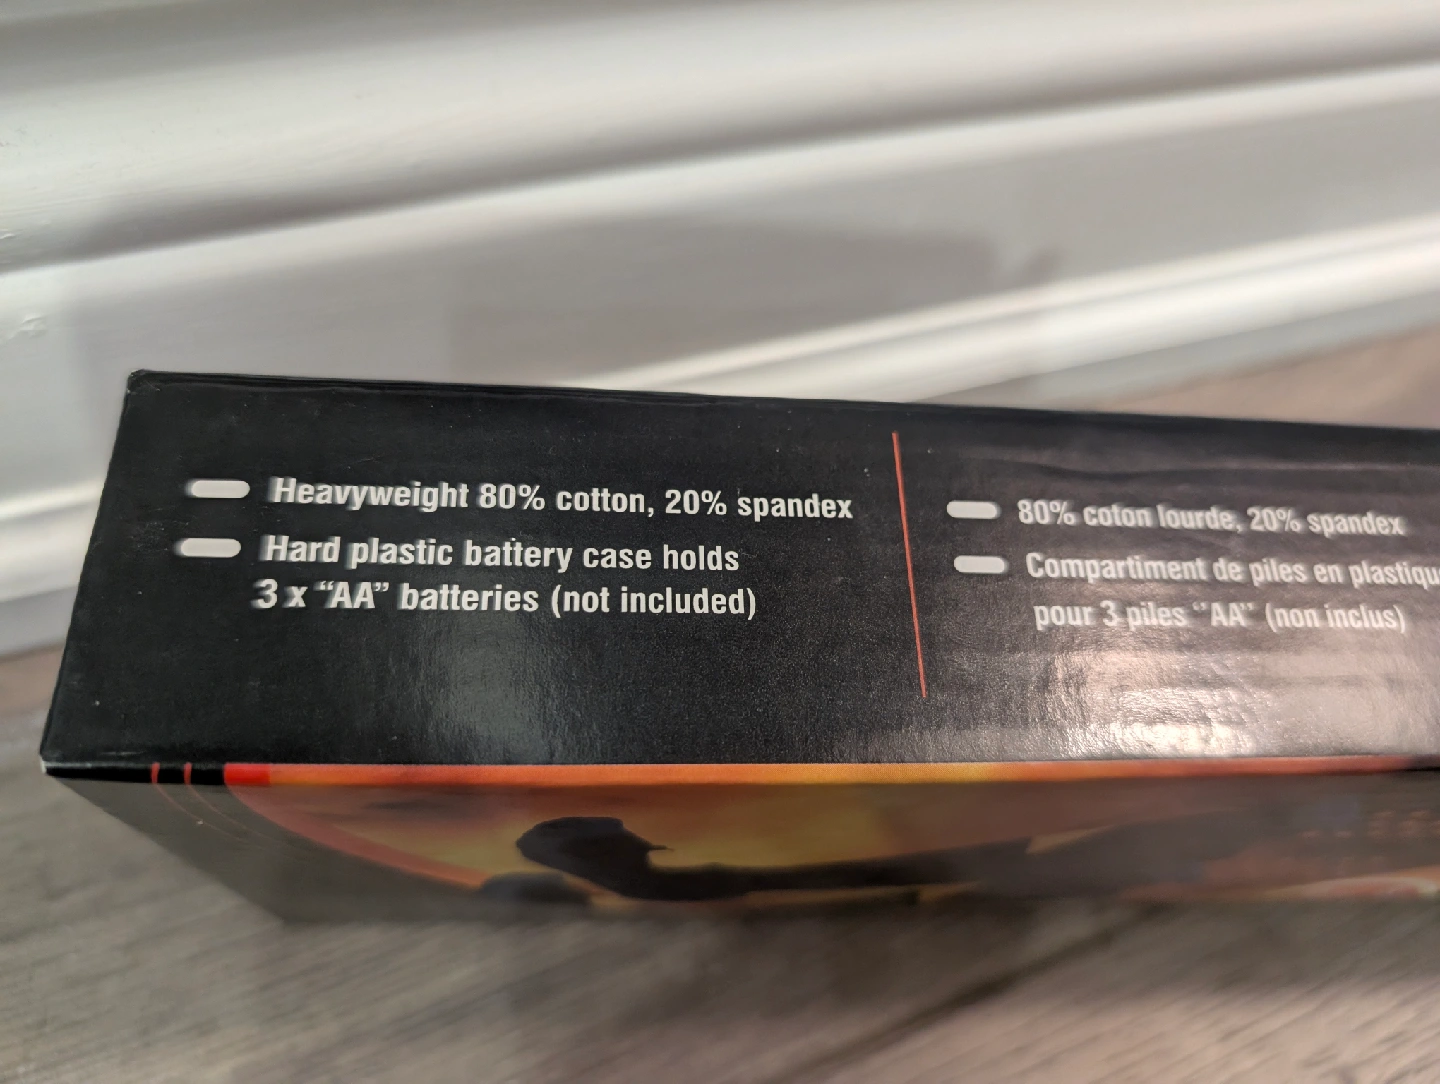 Heavyweight 80% cotton, 20% spandex
Hard plastic battery case holds
3 x “AA” batteries (not included)
80% coton lourde, 20% spandex
Compartiment de piles en plastiqu
pour 3 piles “AA” (non inclus)